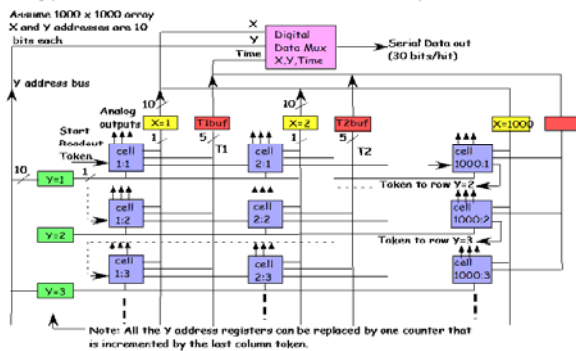 Assume 1000 x 1000 array
X and Y addresses are 10
bits each
X
Y
Time
Digital
Data Mux
X,Y,Time
Serial Data out
(30 bits/hit)
Y address bus
Analog
outputs
10
10
X=1
T1buf
X=2
T2buf
X=1000
1
5
T1
1
5
T2
1
Start
Readout
Token
cell
1:1
cell
2:1
cell
1000:1
10
Y=1
1
Token to row Y=2
cell
1:2
cell
2:2
cell
1000:2
Y=2
Token to row Y=3
cell
1:3
cell
2:3
cell
1000:3
Y=3
Note: All the Y address registers can be replaced by one counter that
is incremented by the last column token.